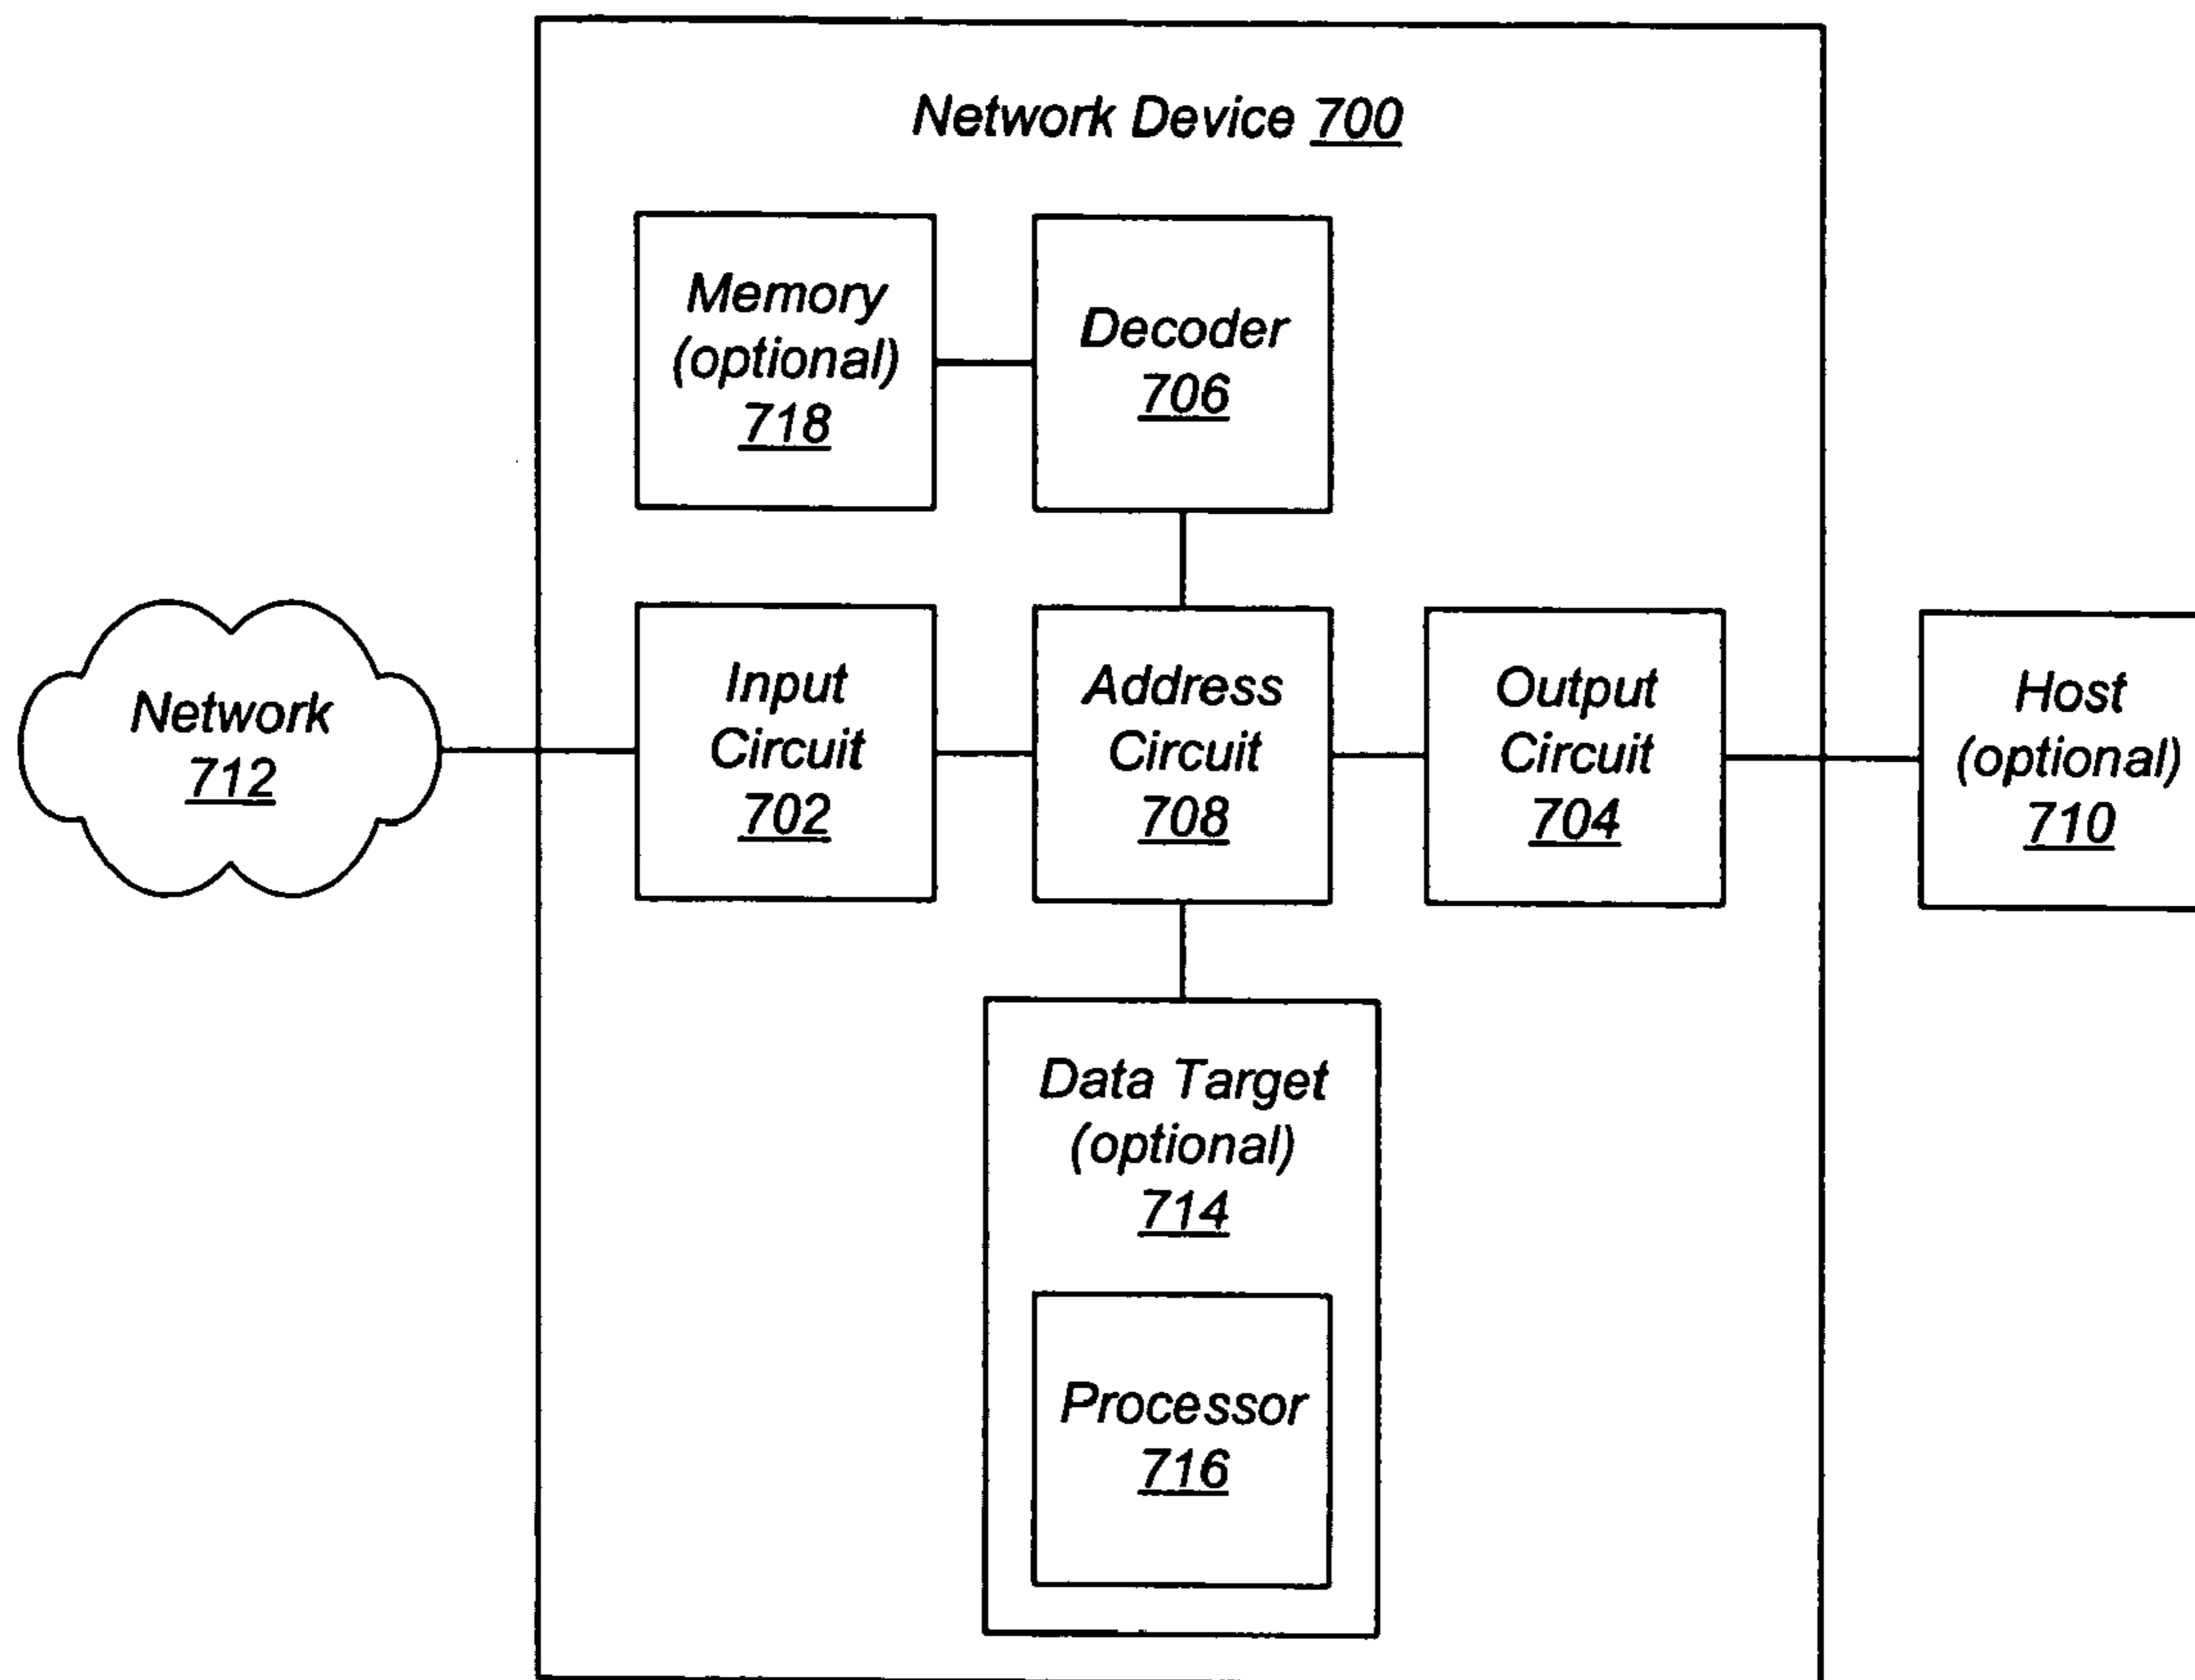 Network Device 700
Memory
(optional)
718
Decoder
706
Network
712
Input
Circuit
702
Address
Circuit
708
Output
Circuit
704
Host
(optional)
710
Data Target
(optional)
714
Processor
716